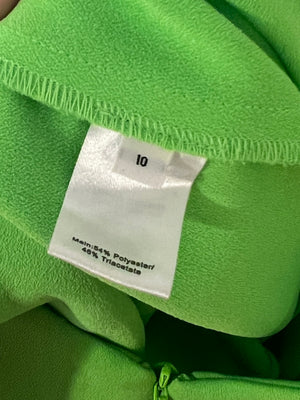 10
Main:54% Polyester/
46% Triacetate